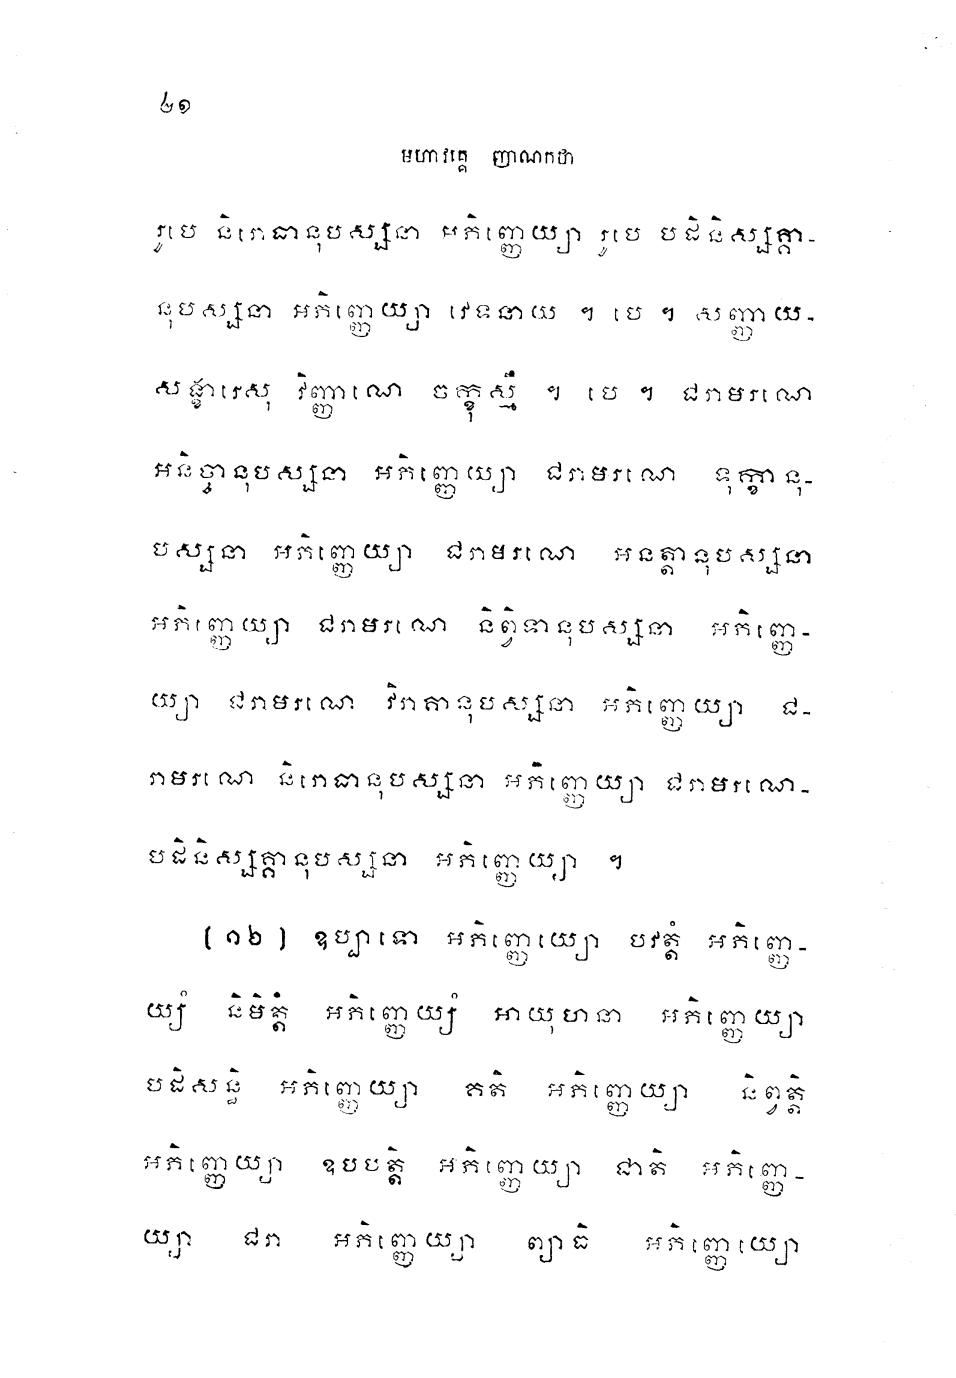 ២១
មហាវគ្គេ ញាណកថា
រូបេ និរោធានុបស្សនា អភិញ្ញេយ្យា រូបេ បដិនិស្សគ្គា-
នុបស្សនា អភិញ្ញេយ្យា វេទនាយ ។ បេ ។ សញ្ញាយ-
សង្ខារេសុ វិញ្ញាណេ ចក្ខុស្មឹ ។ បេ ។ ជរាមរណេ
អនិច្ចានុបស្សនា អភិញ្ញេយ្យា ជរាមរណេ ទុក្ខានុ-
បស្សនា អភិញ្ញេយ្យា ជរាមរណេ អនត្តានុបស្សនា
អភិញ្ញេយ្យា ជរាមរណេ និព្វិទានុបស្សនា អភិញ្ញេ-
យ្យា ជរាមរណេ វិរាគានុបស្សនា អភិញ្ញេយ្យា ជ-
រាមរណេ និរោធានុបស្សនា អភិញ្ញេយ្យា ជរាមរណេ-
បដិនិស្សគ្គានុបស្សនា អភិញ្ញេយ្យា ។
(១២) ឧប្បាទោ អភិញ្ញេយ្យោ បវត្តំ អភិញ្ញេ-
យ្យំ និមិត្តំ អភិញ្ញេយ្យំ អាយុហនា អភិញ្ញេយ្យា
បដិសន្ធិ អភិញ្ញេយ្យា គតិ អភិញ្ញេយ្យា និព្វត្តិ
អភិញ្ញេយ្យា ឧបបត្តិ អភិញ្ញេយ្យា ជាតិ អភិញ្ញេ-
យ្យា ជរា អភិញ្ញេយ្យា ព្យាធិ អភិញ្ញេយ្យោ